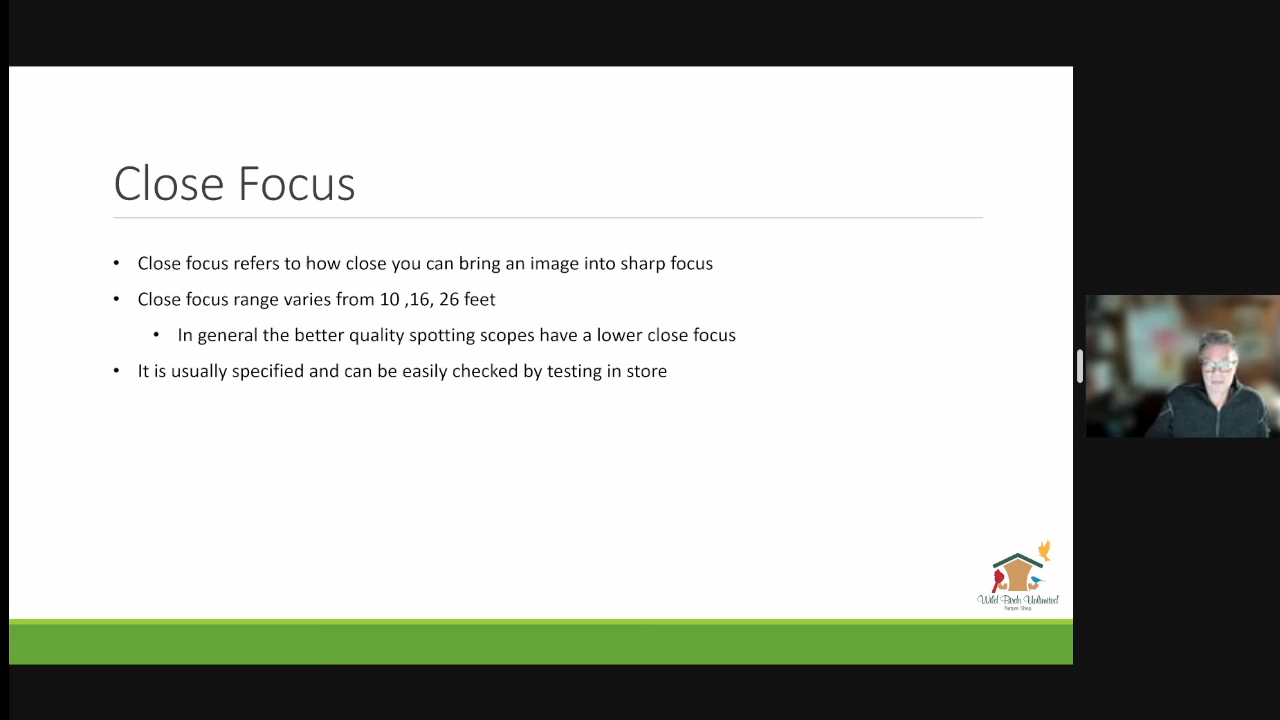 Close Focus
• Close focus refers to how close you can bring an image into sharp focus
• Close focus range varies from 10 ,16, 26 feet
• In general the better quality spotting scopes have a lower close focus
• It is usually specified and can be easily checked by testing in store
Wild Birds Unlimited
Nature Shop